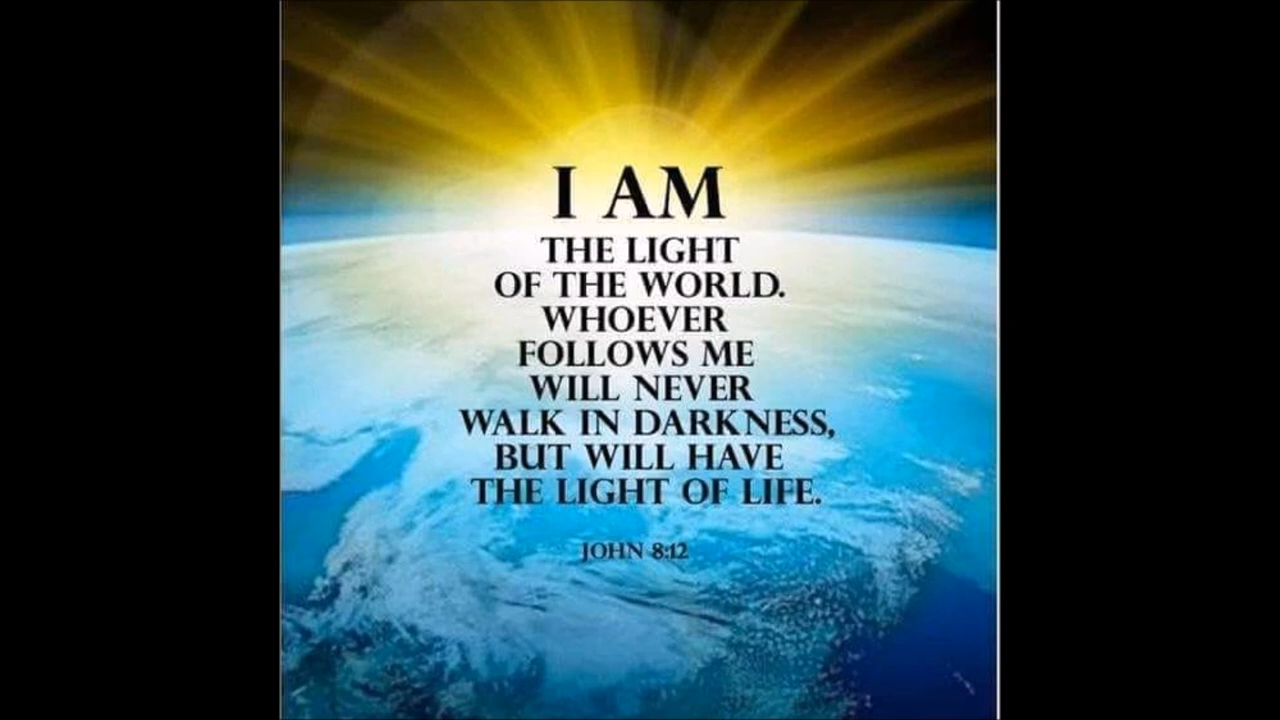 I AM
THE LIGHT
OF THE WORLD.
WHOEVER
FOLLOWS ME
WILL NEVER
WALK IN DARKNESS,
BUT WILL HAVE
THE LIGHT OF LIFE.
JOHN 8:12